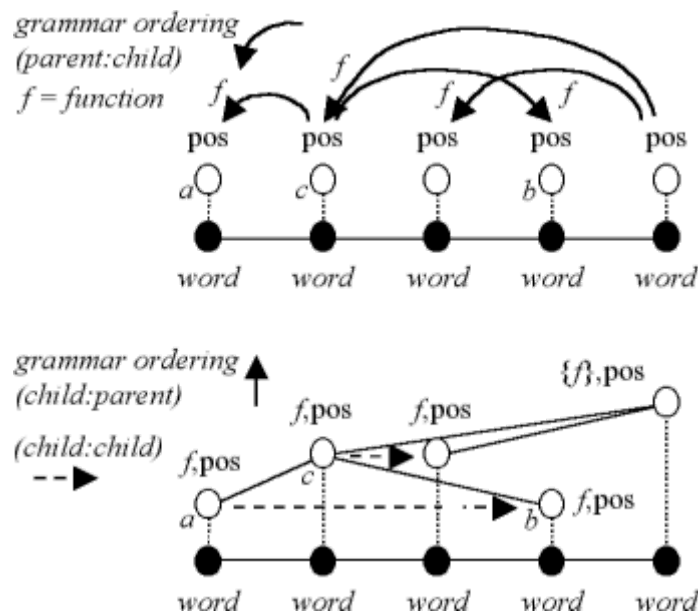 grammar ordering
(parent:child)
f = function
f f f f
pos pos pos pos pos
a c b
word word word word word
grammar ordering
(child:parent)
(child:child)
{f},pos
f,pos f,pos
f,pos
c
a b f,pos
word word word word word